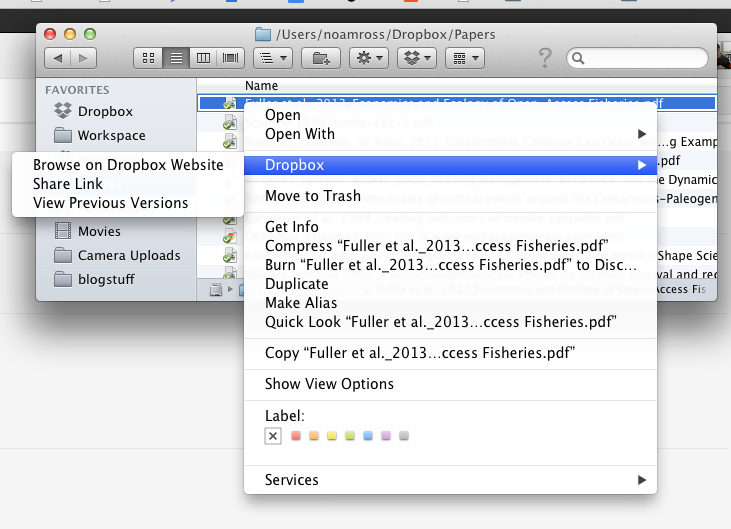 /Users/noamross/Dropbox/Papers
FAVORITES
Dropbox
Workspace
Movies
Camera Uploads
blogstuff
Name
Fuller et al._2013_Economics and Ecology of Open-Access Fisheries.pdf
…g Examp
.pdf
e Dynamic
s-Paleogen
Shape Scie
val and rec
Access Fis
Browse on Dropbox Website
Share Link
View Previous Versions
Open
Open With
Dropbox
Move to Trash
Get Info
Compress “Fuller et al._2013…ccess Fisheries.pdf”
Burn “Fuller et al._2013…ccess Fisheries.pdf” to Disc…
Duplicate
Make Alias
Quick Look “Fuller et al._2013…ccess Fisheries.pdf”
Copy “Fuller et al._2013…ccess Fisheries.pdf”
Show View Options
Label:
Services